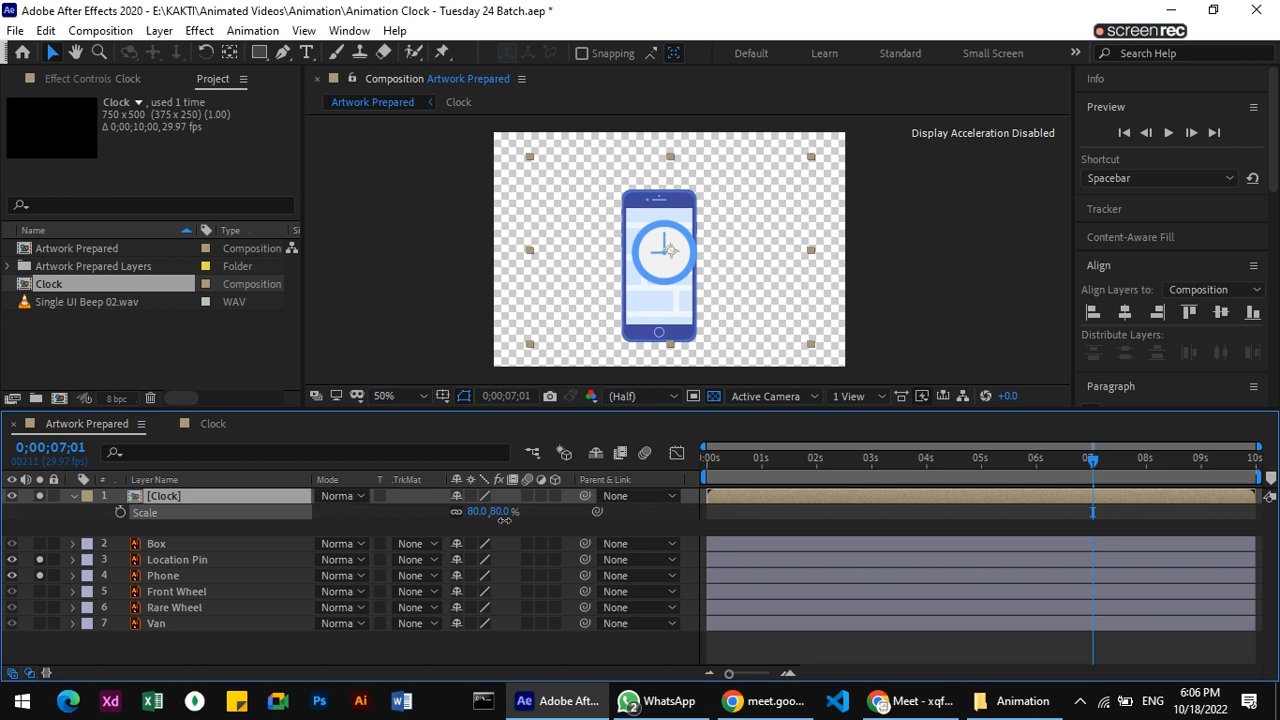 Adobe After Effects 2020 - E:\KAKTI\Animated Videos\Animation\Animation Clock - Tuesday 24 Batch.aep *
File Edit Composition Layer Effect Animation View Window Help
screenrec
Snapping Default Learn Standard Small Screen Search Help
Effect Controls Clock Project
Composition Artwork Prepared
Info
Clock , used 1 time
750 x 500 (375 x 250) (1.00)
Δ 0;00;10;00, 29.97 fps
Artwork Prepared Clock
Preview
Display Acceleration Disabled
Shortcut
Spacebar
Tracker
Content-Aware Fill
Name Type Si
Artwork Prepared Composition
Artwork Prepared Layers Folder
Clock Composition
Single UI Beep 02.wav WAV
Align
Align Layers to: Composition
Distribute Layers:
Paragraph
8 bpc
50% 0;00;07;01 (Half) Active Camera 1 View +0.0
Artwork Prepared Clock
0;00;07;01
00211 (29.97 fps)
:00s 01s 02s 03s 04s 05s 06s 08s 09s 10s
# Layer Name Mode T .TrkMat fx Parent & Link
1 [Clock] Norma None
Scale 80.0,80.0 %
2 Box Norma None None
3 Location Pin Norma None None
4 Phone Norma None None
5 Front Wheel Norma None None
6 Rare Wheel Norma None None
7 Van Norma None None
Xd Ps Ai Ae Adobe Aft... 2 WhatsApp meet.goo... Meet - xqf... Animation ENG 6:06 PM
10/18/2022